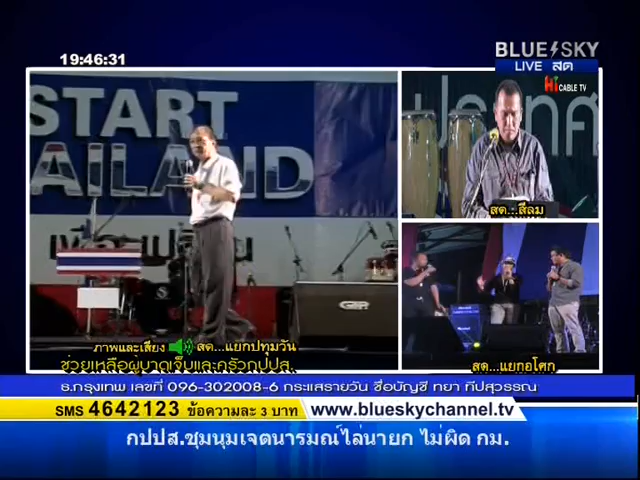 19:46:31
BLUE SKY
LIVE สด
Hi CABLE TV
START
THAILAND
ประเทศ
สด...สีลม
ภาพและเสียง สด...แยกปทุมวัน
สด...แยกอโศก
ช่วยเหลือผู้บาดเจ็บและครัวกปปส.
ธ.กรุงเทพ เลขที่ 096-302008-6 กระแสรายวัน ชื่อบัญชี ทยา ทีปสุวรรณ
SMS 4642123 ข้อความละ 3 บาท www.blueskychannel.tv
กปปส.ชุมนุมเจตนารมณ์ไล่นายก ไม่ผิด กม.